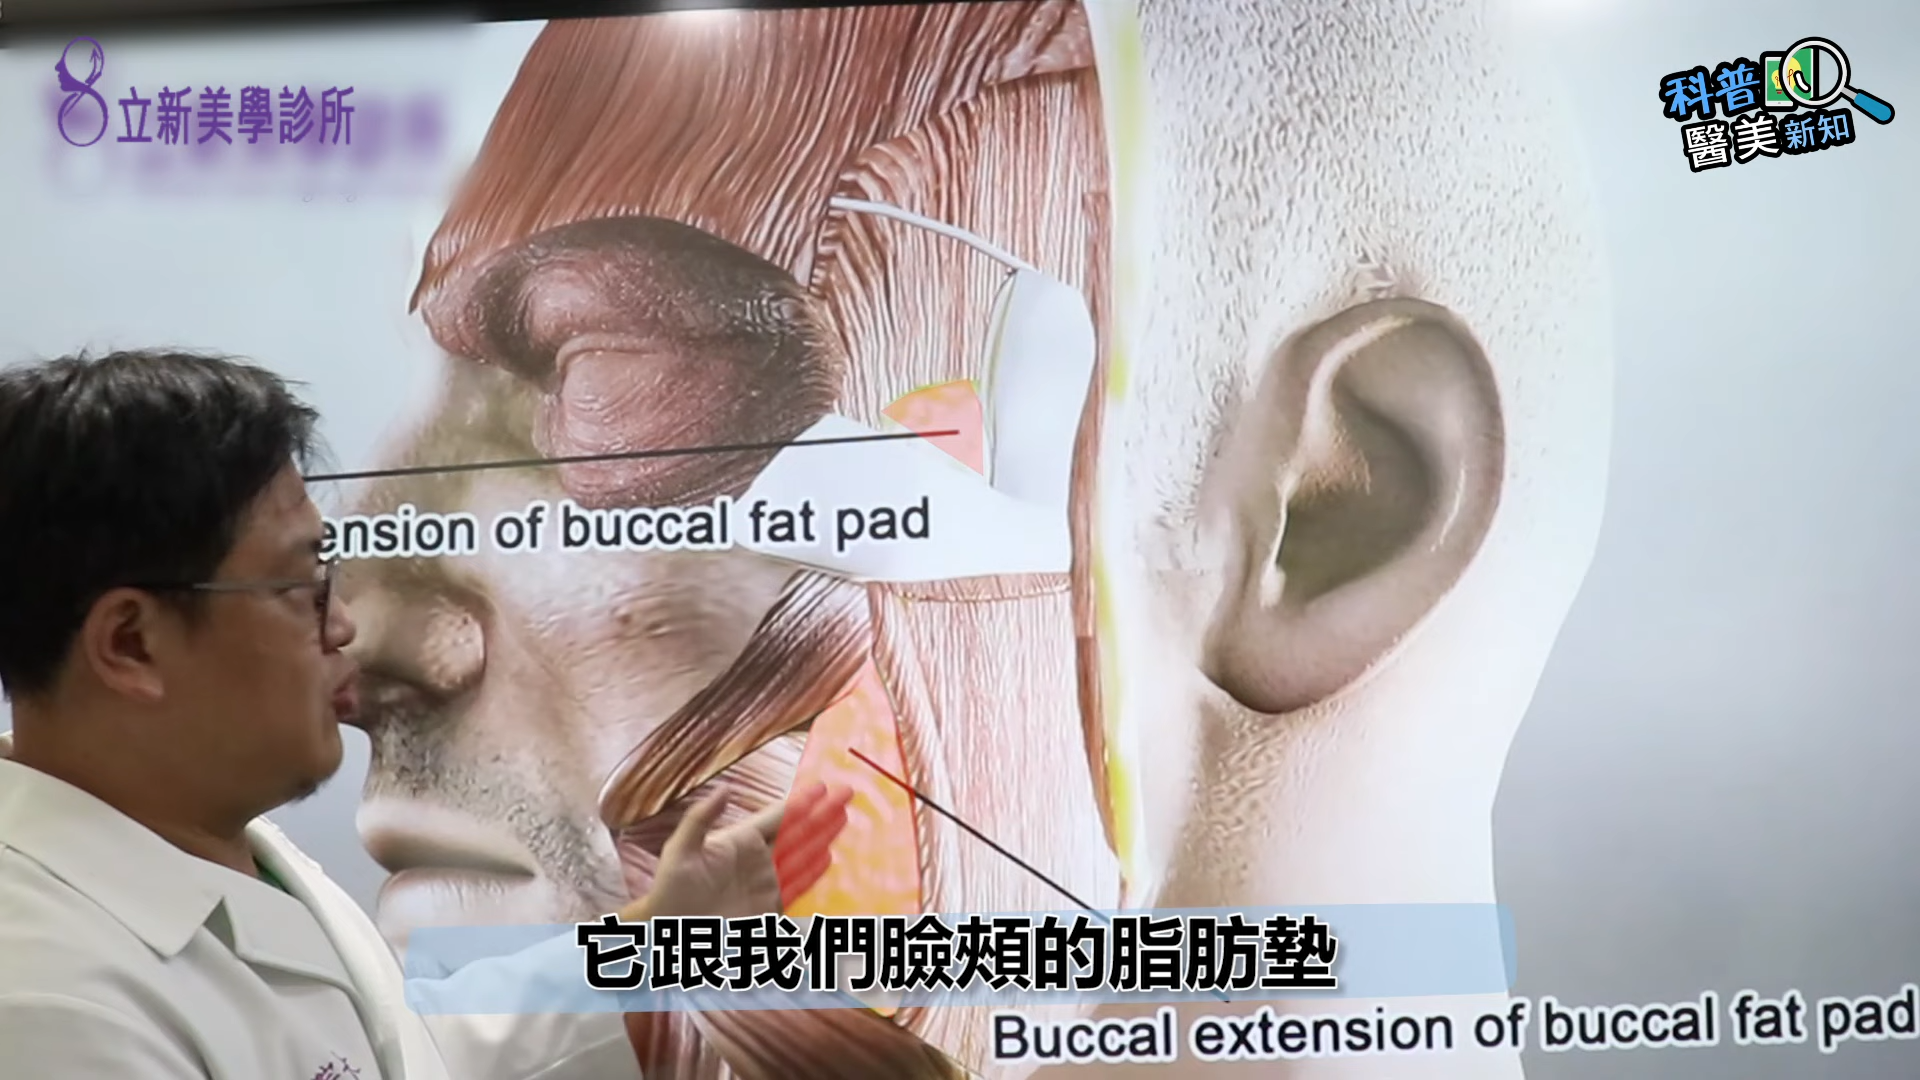 立新美學診所
科普
醫美新知
ension of buccal fat pad
它跟我們臉頰的脂肪墊
Buccal extension of buccal fat pad